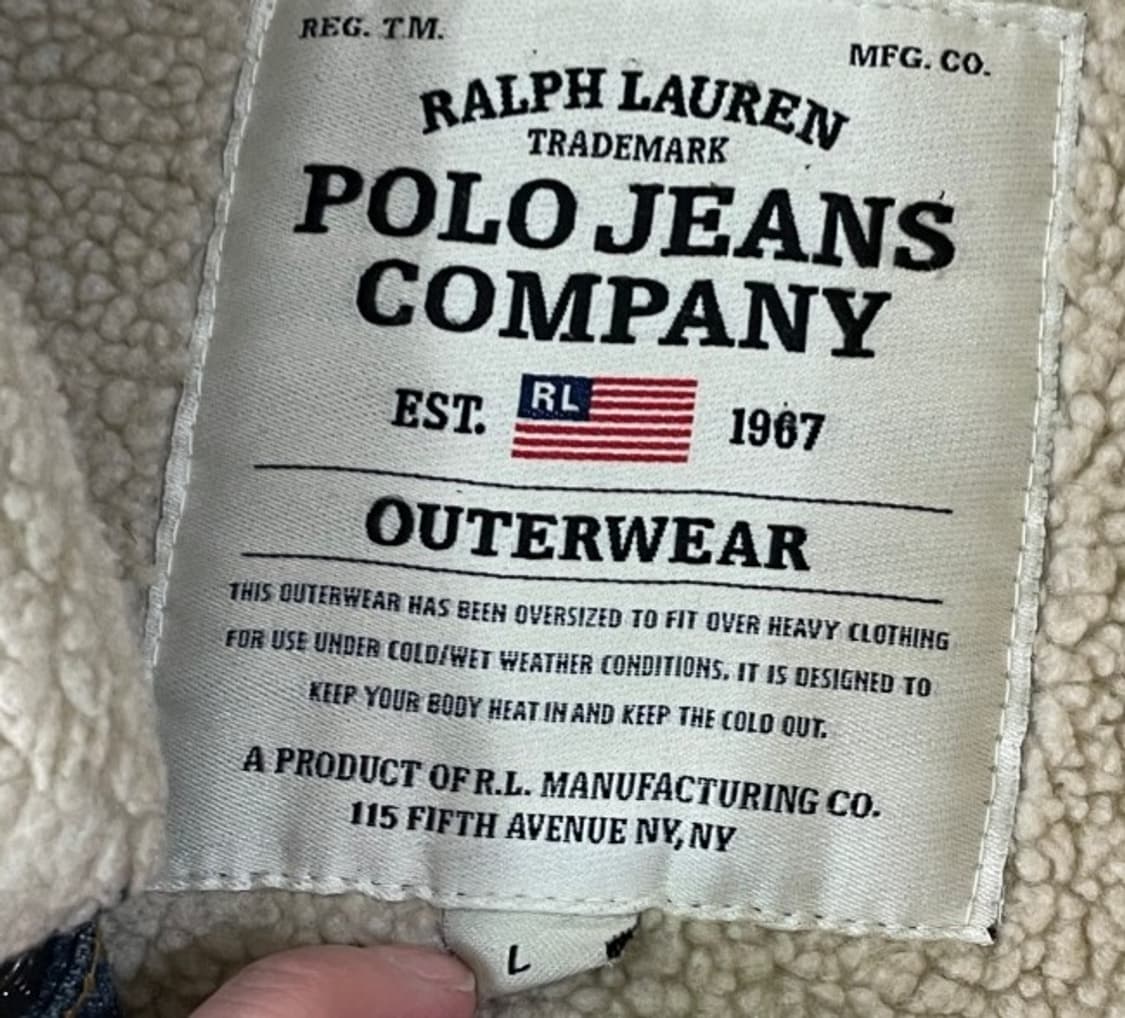 REG. T.M.
MFG. CO.
RALPH LAUREN
TRADEMARK
POLO JEANS
COMPANY
EST. RL 1967
OUTERWEAR
THIS OUTERWEAR HAS BEEN OVERSIZED TO FIT OVER HEAVY CLOTHING
FOR USE UNDER COLD/WET WEATHER CONDITIONS. IT IS DESIGNED TO
KEEP YOUR BODY HEAT IN AND KEEP THE COLD OUT.
A PRODUCT OF R.L. MANUFACTURING CO.
115 FIFTH AVENUE NY, NY
L